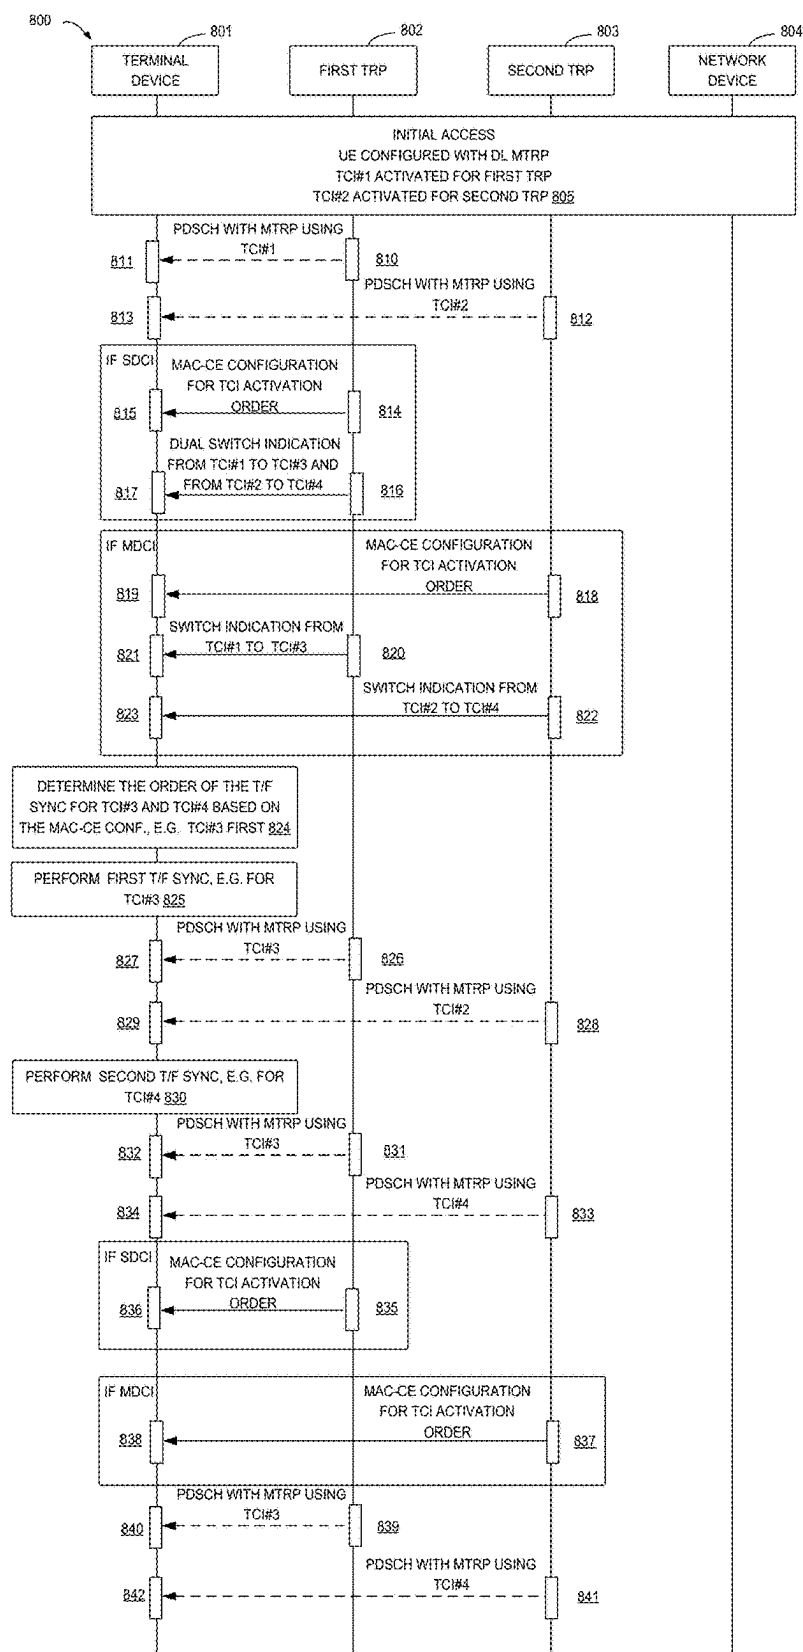 800
801
802
803
804
TERMINAL
DEVICE
FIRST TRP
SECOND TRP
NETWORK
DEVICE
INITIAL ACCESS
UE CONFIGURED WITH DL MTRP
TCI#1 ACTIVATED FOR FIRST TRP
TCI#2 ACTIVATED FOR SECOND TRP 805
PDSCH WITH MTRP USING
TCI#1
811
810
PDSCH WITH MTRP USING
TCI#2
813
812
IF SDCI
MAC-CE CONFIGURATION
FOR TCI ACTIVATION
ORDER
815
814
DUAL SWITCH INDICATION
FROM TCI#1 TO TCI#3 AND
FROM TCI#2 TO TCI#4
817
816
IF MDCI
MAC-CE CONFIGURATION
FOR TCI ACTIVATION
ORDER
819
818
SWITCH INDICATION FROM
TCI#1 TO TCI#3
821
820
SWITCH INDICATION FROM
TCI#2 TO TCI#4
823
822
DETERMINE THE ORDER OF THE T/F
SYNC FOR TCI#3 AND TCI#4 BASED ON
THE MAC-CE CONF., E.G. TCI#3 FIRST 824
PERFORM FIRST T/F SYNC, E.G. FOR
TCI#3 825
PDSCH WITH MTRP USING
TCI#3
827
826
PDSCH WITH MTRP USING
TCI#2
829
828
PERFORM SECOND T/F SYNC, E.G. FOR
TCI#4 830
PDSCH WITH MTRP USING
TCI#3
832
831
PDSCH WITH MTRP USING
TCI#4
834
833
IF SDCI
MAC-CE CONFIGURATION
FOR TCI ACTIVATION
ORDER
836
835
IF MDCI
MAC-CE CONFIGURATION
FOR TCI ACTIVATION
ORDER
838
837
PDSCH WITH MTRP USING
TCI#3
840
839
PDSCH WITH MTRP USING
TCI#4
842
841